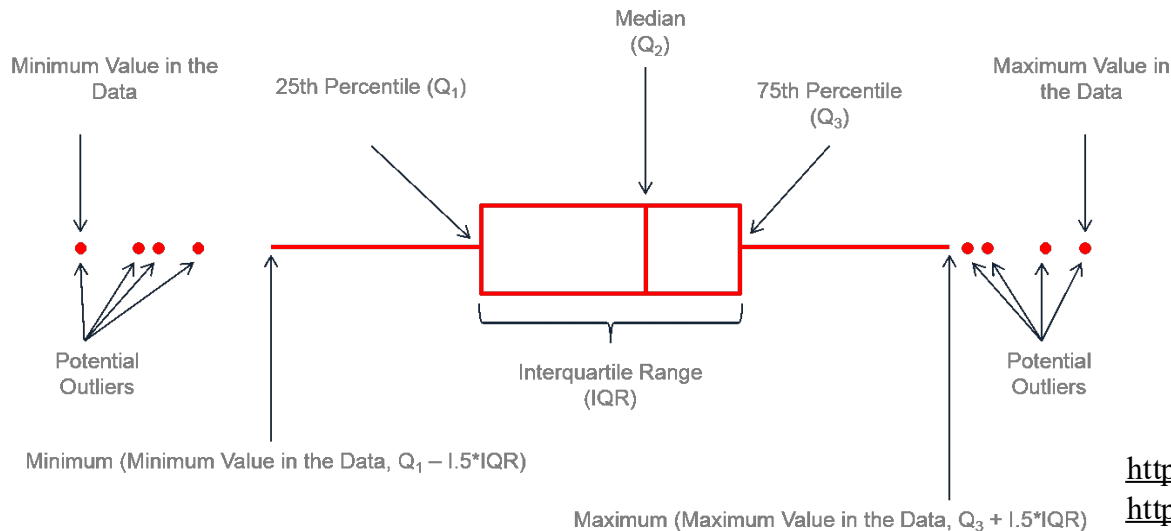 Median
(Q₂)
Minimum Value in the
Data
25th Percentile (Q₁)
75th Percentile
(Q₃)
Maximum Value in
the Data
Potential
Outliers
Interquartile Range
(IQR)
Potential
Outliers
Minimum (Minimum Value in the Data, Q₁ – I.5*IQR)
Maximum (Maximum Value in the Data, Q₃ + I.5*IQR)
http
http